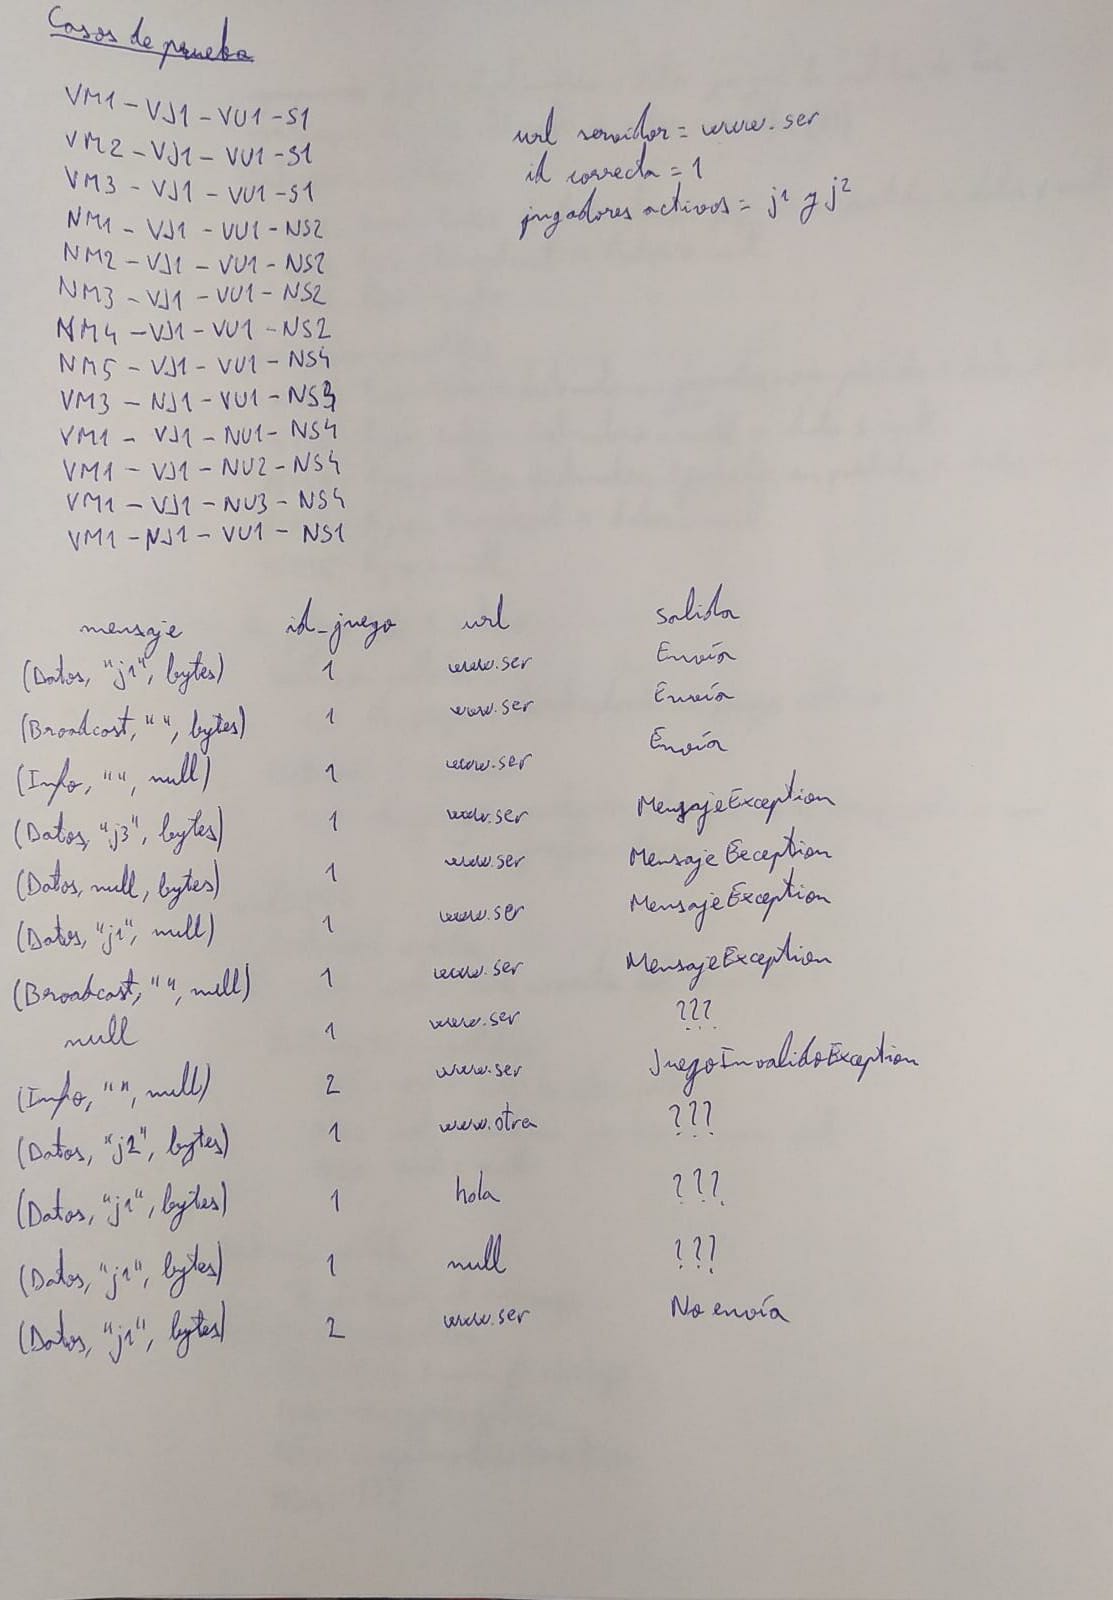 Casos de prueba
VM1 - VJ1 - VU1 - S1
VM2 - VJ1 - VU1 - S1
VM3 - VJ1 - VU1 - S1
NM1 - VJ1 - VU1 - NS2
NM2 - VJ1 - VU1 - NS2
NM3 - VJ1 - VU1 - NS2
NM4 - VJ1 - VU1 - NS2
NM5 - VJ1 - VU1 - NS4
VM3 - NJ1 - VU1 - NS3
VM1 - VJ1 - NU1 - NS4
VM1 - VJ1 - NU2 - NS4
VM1 - VJ1 - NU3 - NS4
VM1 - NJ1 - VU1 - NS1
url servidor = www.ser
id correcta = 1
jugadores activos = j1 y j2
mensaje id_juego url salida
(Datos, "j1", bytes) 1 www.ser Envía
(Broadcast, " ", bytes) 1 www.ser Envía
(Info, " ", null) 1 www.ser Envía
(Datos, "j3", bytes) 1 www.ser MensajeException
(Datos, null, bytes) 1 www.ser MensajeException
(Datos, "j1", null) 1 www.ser MensajeException
(Broadcast, " ", null) 1 www.ser MensajeException
null 1 www.ser ???
(Info, " ", null) 2 www.ser JuegoInvalidoException
(Datos, "j2", bytes) 1 www.otra ???
(Datos, "j1", bytes) 1 hola ???
(Datos, "j1", bytes) 1 null ???
(Datos, "j1", bytes) 2 www.ser No envía